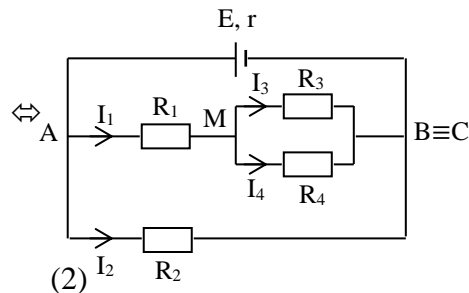 E, r
⇔
A I₁ R₁ M I₃ R₃ B≡C
I₄ R₄
(2) I₂ R₂